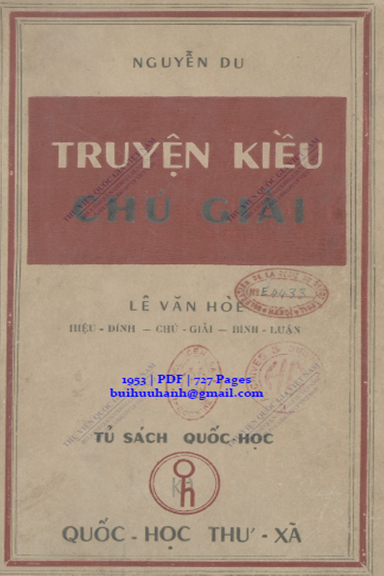 NGUYỄN DU
TRUYỆN KIỀU
CHÚ GIẢI
LÊ VĂN HÒE
HIỆU - ĐÍNH — CHÚ - GIẢI — BÌNH - LUẬN
1953 | PDF | 727 Pages
buihuuhanh@gmail.com
TỦ SÁCH QUỐC-HỌC
QUỐC - HỌC THƯ - XÃ